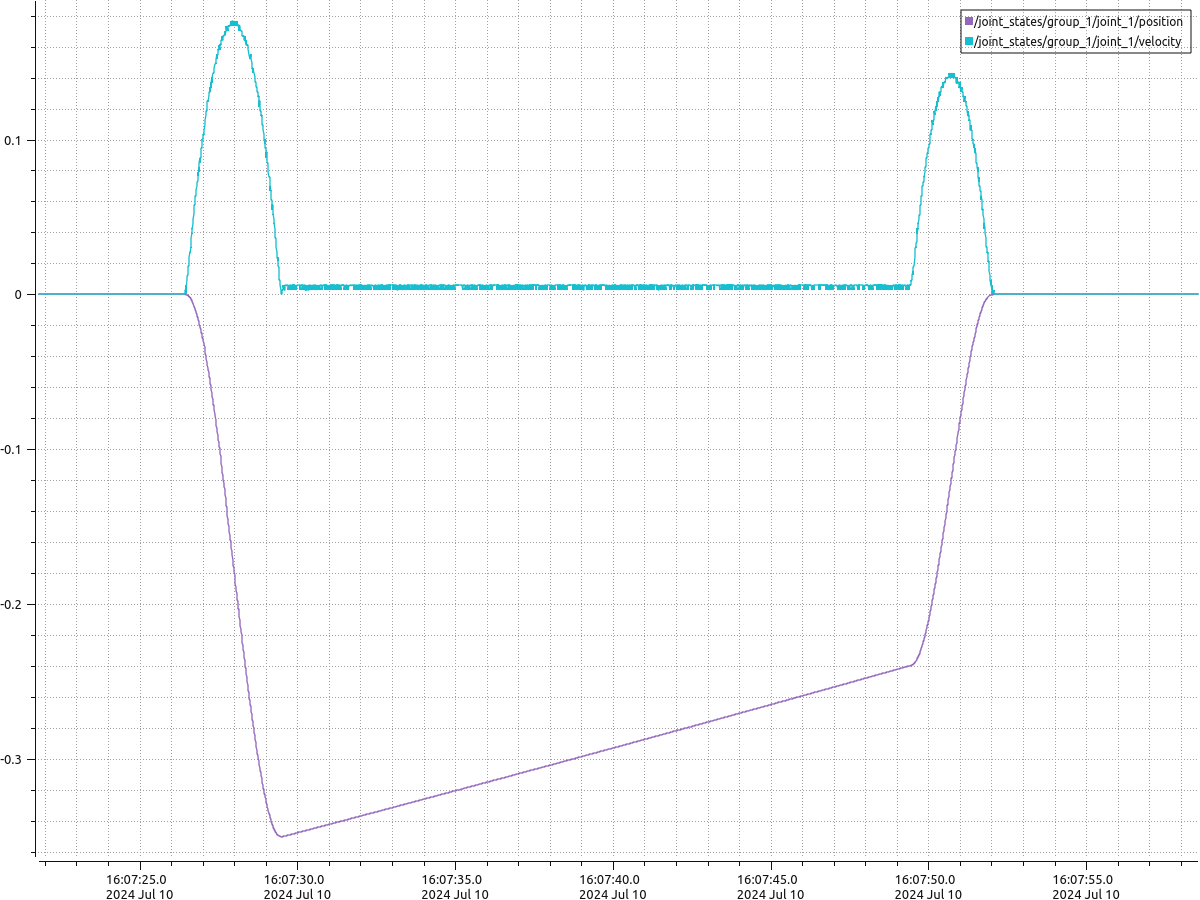 /joint_states/group_1/joint_1/position
/joint_states/group_1/joint_1/velocity
0.1
0
-0.1
-0.2
-0.3
16:07:25.0
2024 Jul 10
16:07:30.0
2024 Jul 10
16:07:35.0
2024 Jul 10
16:07:40.0
2024 Jul 10
16:07:45.0
2024 Jul 10
16:07:50.0
2024 Jul 10
16:07:55.0
2024 Jul 10